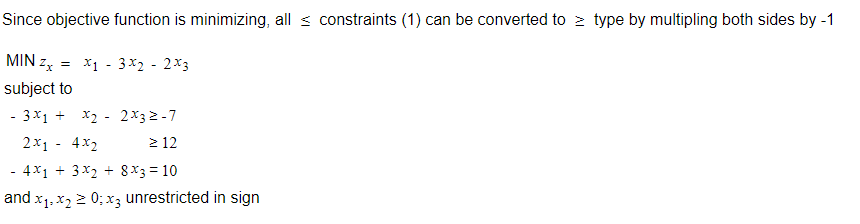 Since objective function is minimizing, all ≤ constraints (1) can be converted to ≥ type by multipling both sides by -1
MIN zₓ = x₁ - 3x₂ - 2x₃
subject to
- 3x₁ + x₂ - 2x₃ ≥ -7
2x₁ - 4x₂ ≥ 12
- 4x₁ + 3x₂ + 8x₃ = 10
and x₁, x₂ ≥ 0; x₃ unrestricted in sign